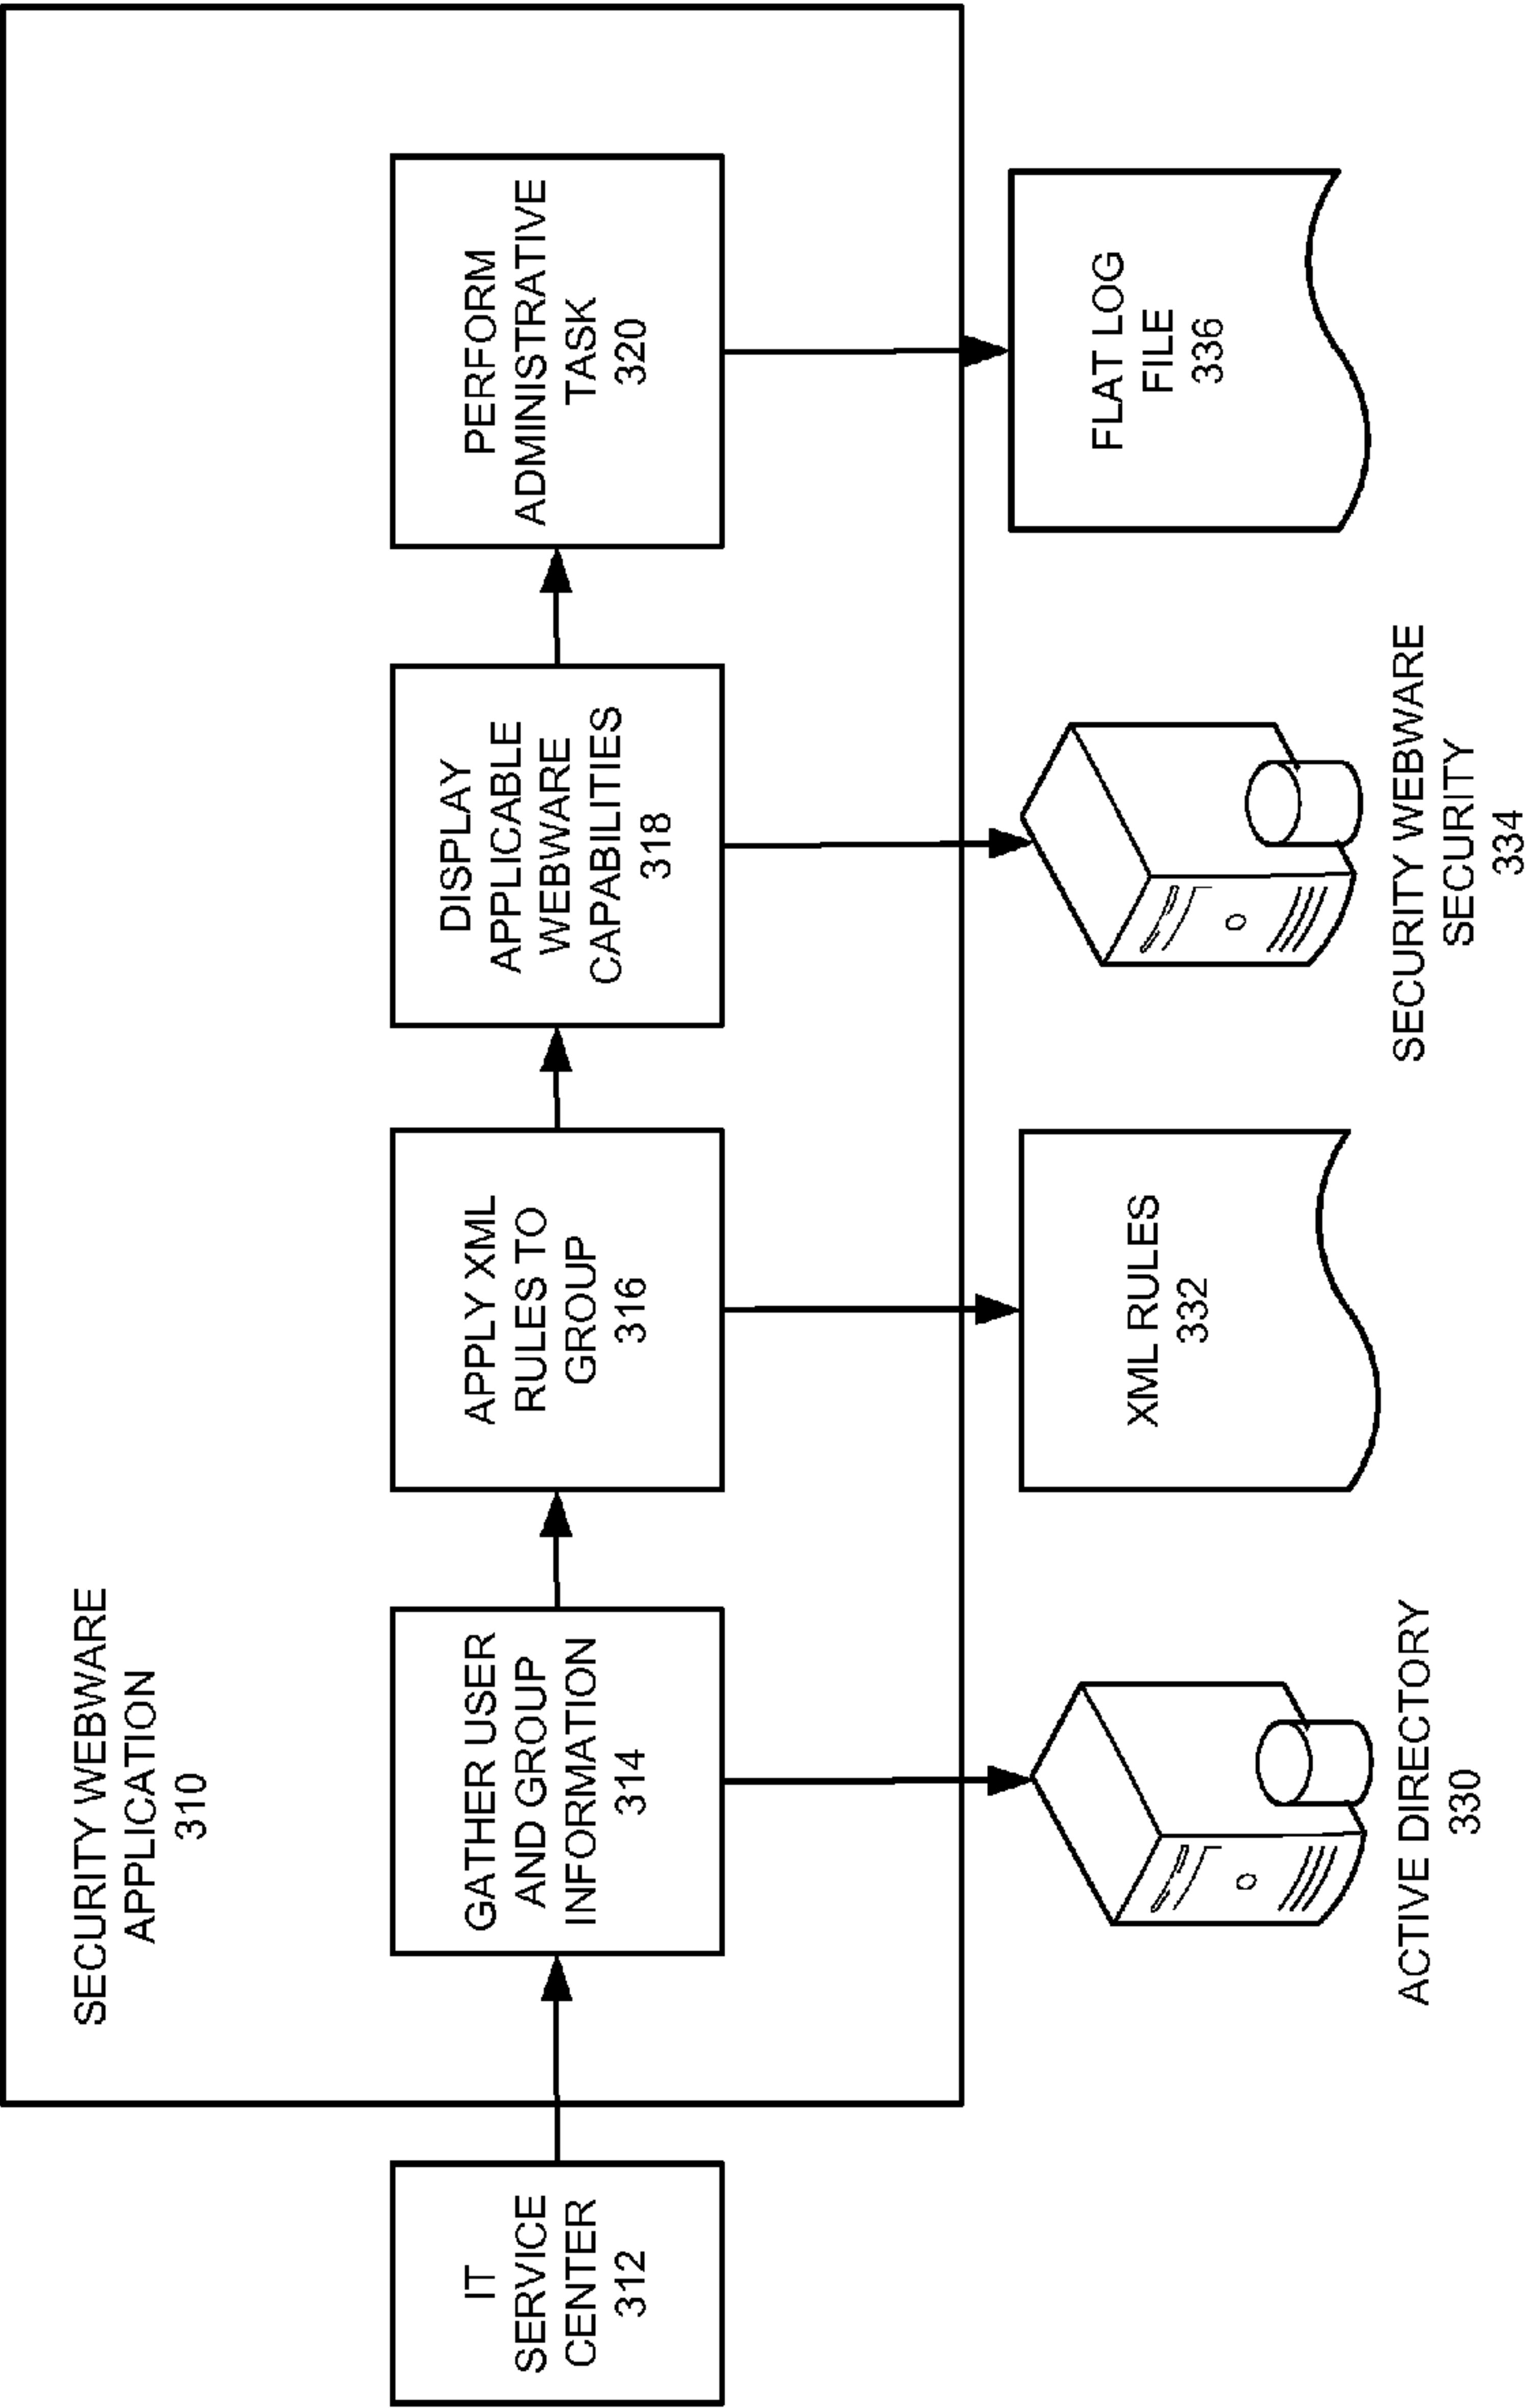 SECURITY WEBWARE
APPLICATION
310
IT
SERVICE
CENTER
312
GATHER USER
AND GROUP
INFORMATION
314
APPLY XML
RULES TO
GROUP
316
DISPLAY
APPLICABLE
WEBWARE
CAPABILITIES
318
PERFORM
ADMINISTRATIVE
TASK
320
ACTIVE DIRECTORY
330
XML RULES
332
SECURITY WEBWARE
SECURITY
334
FLAT LOG
FILE
336